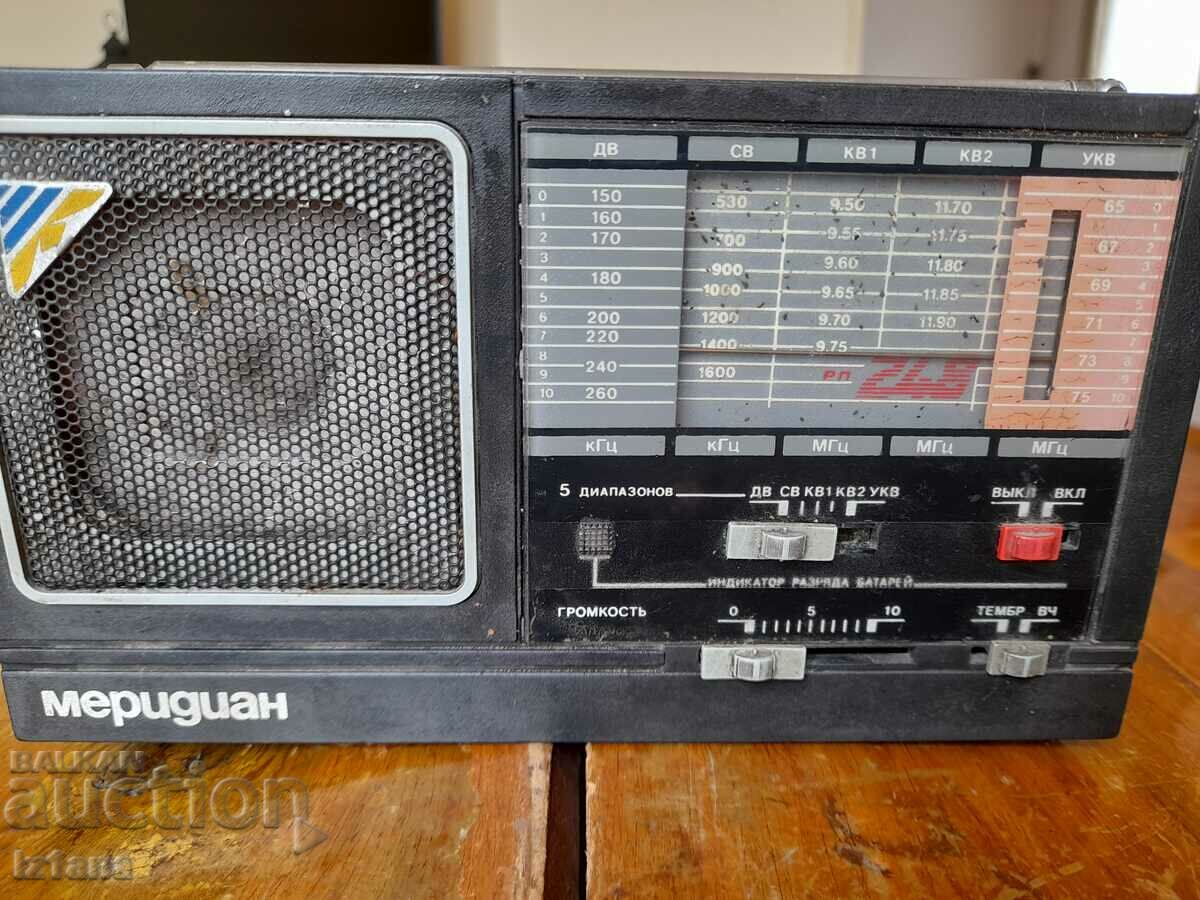 ДВ СВ КВ1 КВ2 УКВ
0 150 530 9.50 11.70 65 0
1 160
2 170 700 9.55 11.75 67 2
3 900 9.60 11.80 3
4 180 1000 69 4
5 9.65 11.85
6 200 1200 9.70 11.90 71 6
7 220 1400 9.75
8 240 73 8
9 1600 РП 248 9
10 260 75 10
кГц кГц МГц МГц МГц
5 ДИАПАЗОНОВ ДВ СВ КВ1 КВ2 УКВ ВЫКЛ ВКЛ
ИНДИКАТОР РАЗРЯДА БАТАРЕЙ
ГРОМКОСТЬ 0 5 10 ТЕМБР ВЧ
Меридиан
BALKAN
auction
iz1ana